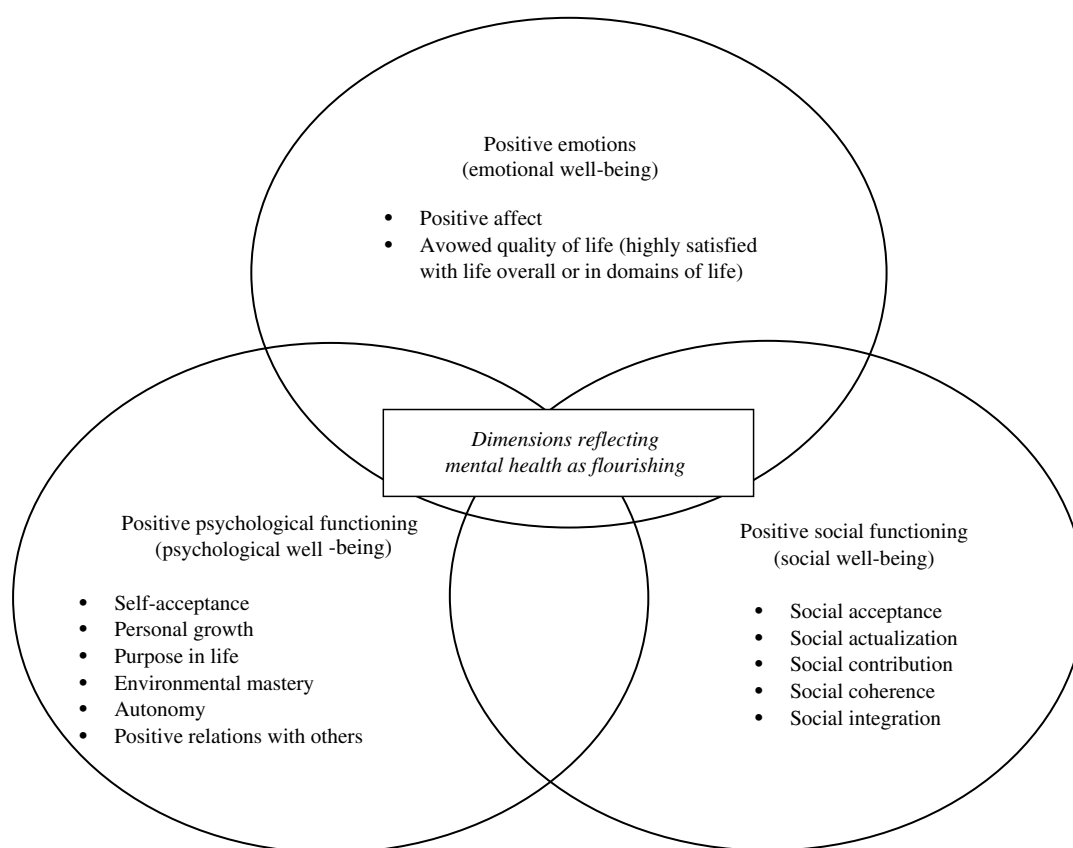 Positive emotions
(emotional well-being)
• Positive affect
• Avowed quality of life (highly satisfied
with life overall or in domains of life)
Dimensions reflecting
mental health as flourishing
Positive psychological functioning
(psychological well -being)
• Self-acceptance
• Personal growth
• Purpose in life
• Environmental mastery
• Autonomy
• Positive relations with others
Positive social functioning
(social well-being)
• Social acceptance
• Social actualization
• Social contribution
• Social coherence
• Social integration